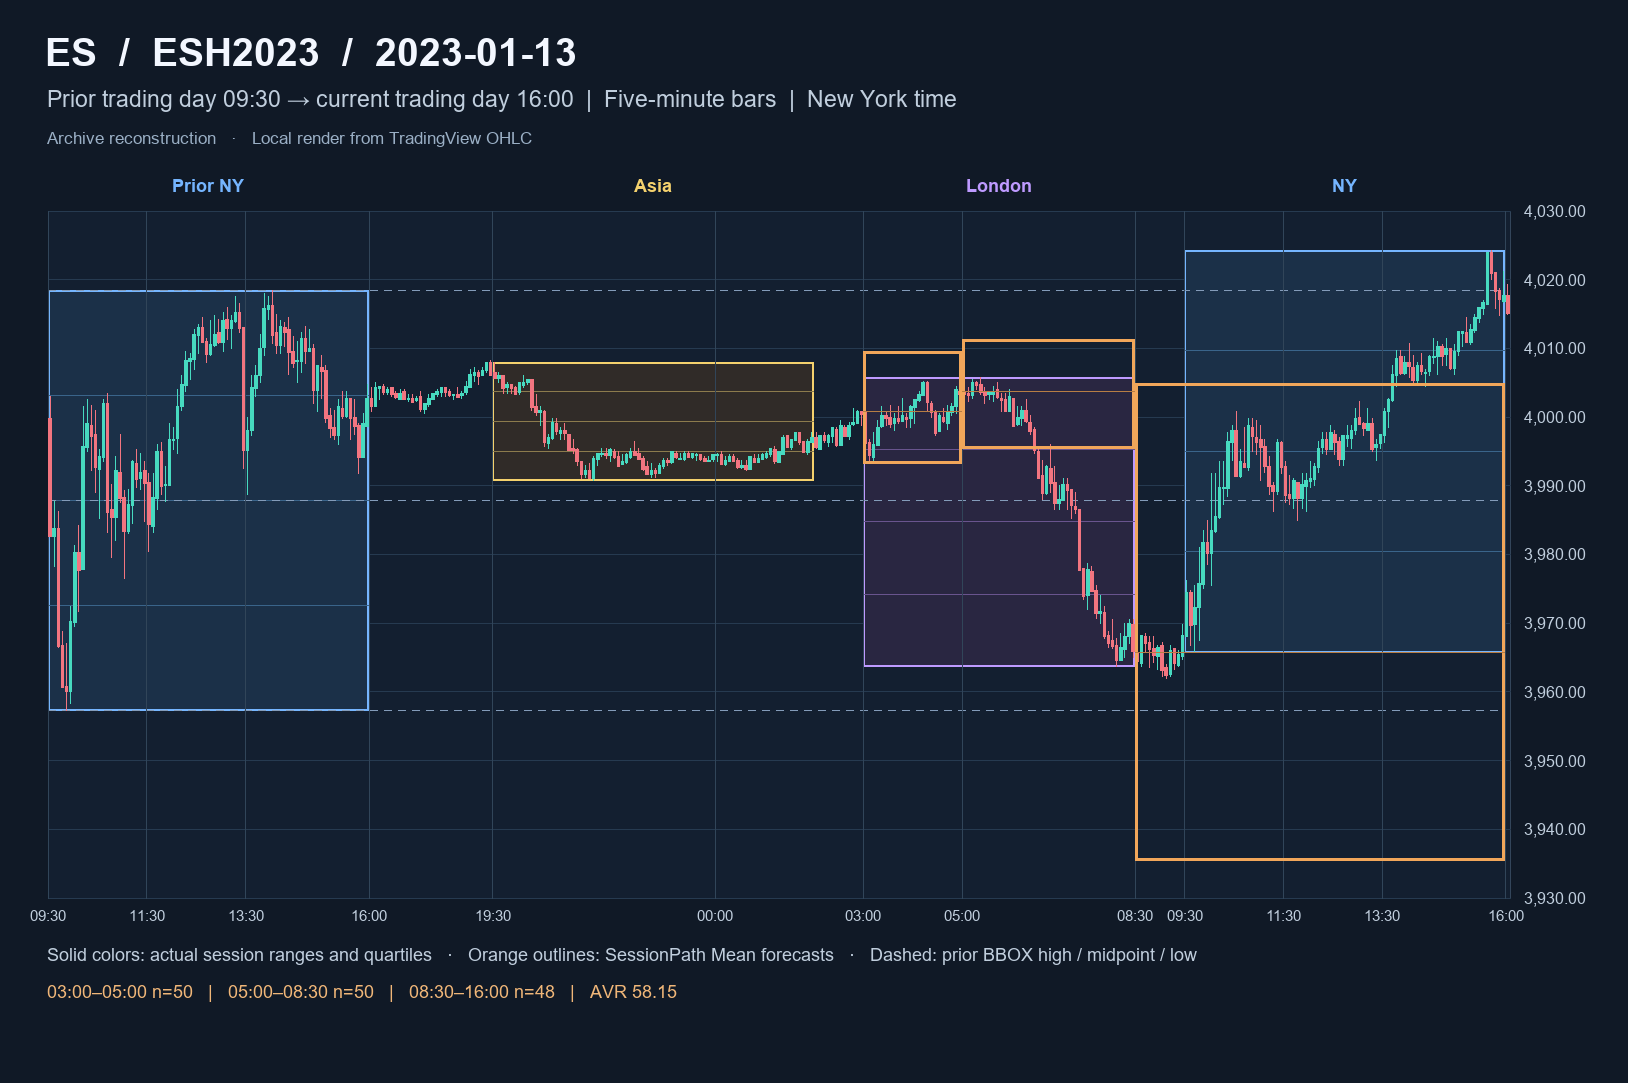 ES / ESH2023 / 2023-01-13
Prior trading day 09:30 → current trading day 16:00 | Five-minute bars | New York time
Archive reconstruction · Local render from TradingView OHLC
Prior NY Asia London NY
4,030.00
4,020.00
4,010.00
4,000.00
3,990.00
3,980.00
3,970.00
3,960.00
3,950.00
3,940.00
3,930.00
09:30 11:30 13:30 16:00 19:30 00:00 03:00 05:00 08:30 09:30 11:30 13:30 16:00
Solid colors: actual session ranges and quartiles · Orange outlines: SessionPath Mean forecasts · Dashed: prior BBOX high / midpoint / low
03:00–05:00 n=50 | 05:00–08:30 n=50 | 08:30–16:00 n=48 | AVR 58.15